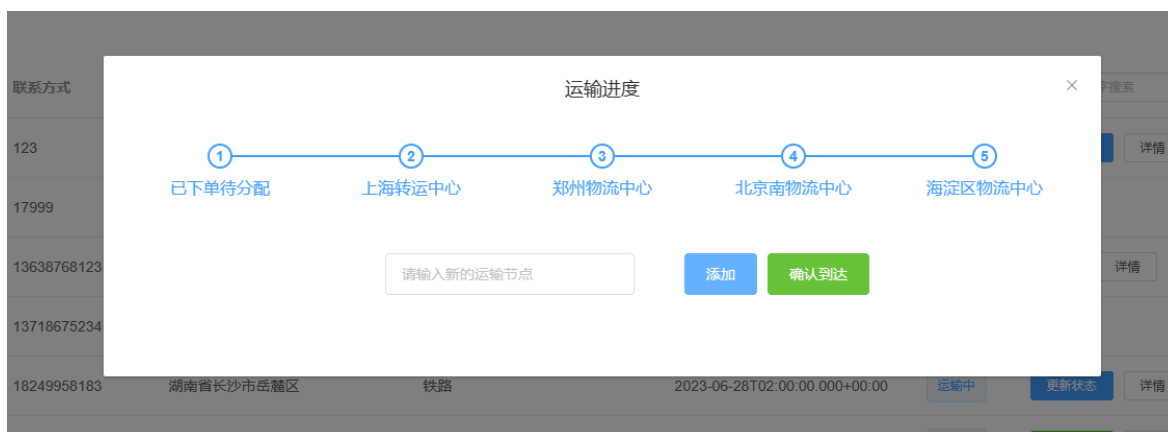 运输进度
联系方式
字搜索
123
1
2
3
4
5
详情
已下单待分配
上海转运中心
郑州物流中心
北京南物流中心
海淀区物流中心
17999
13638768123
请输入新的运输节点
添加
确认到达
详情
13718675234
18249958183 湖南省长沙市岳麓区 铁路 2023-06-28T02:00:00.000+00:00 运输中 更新状态 详情